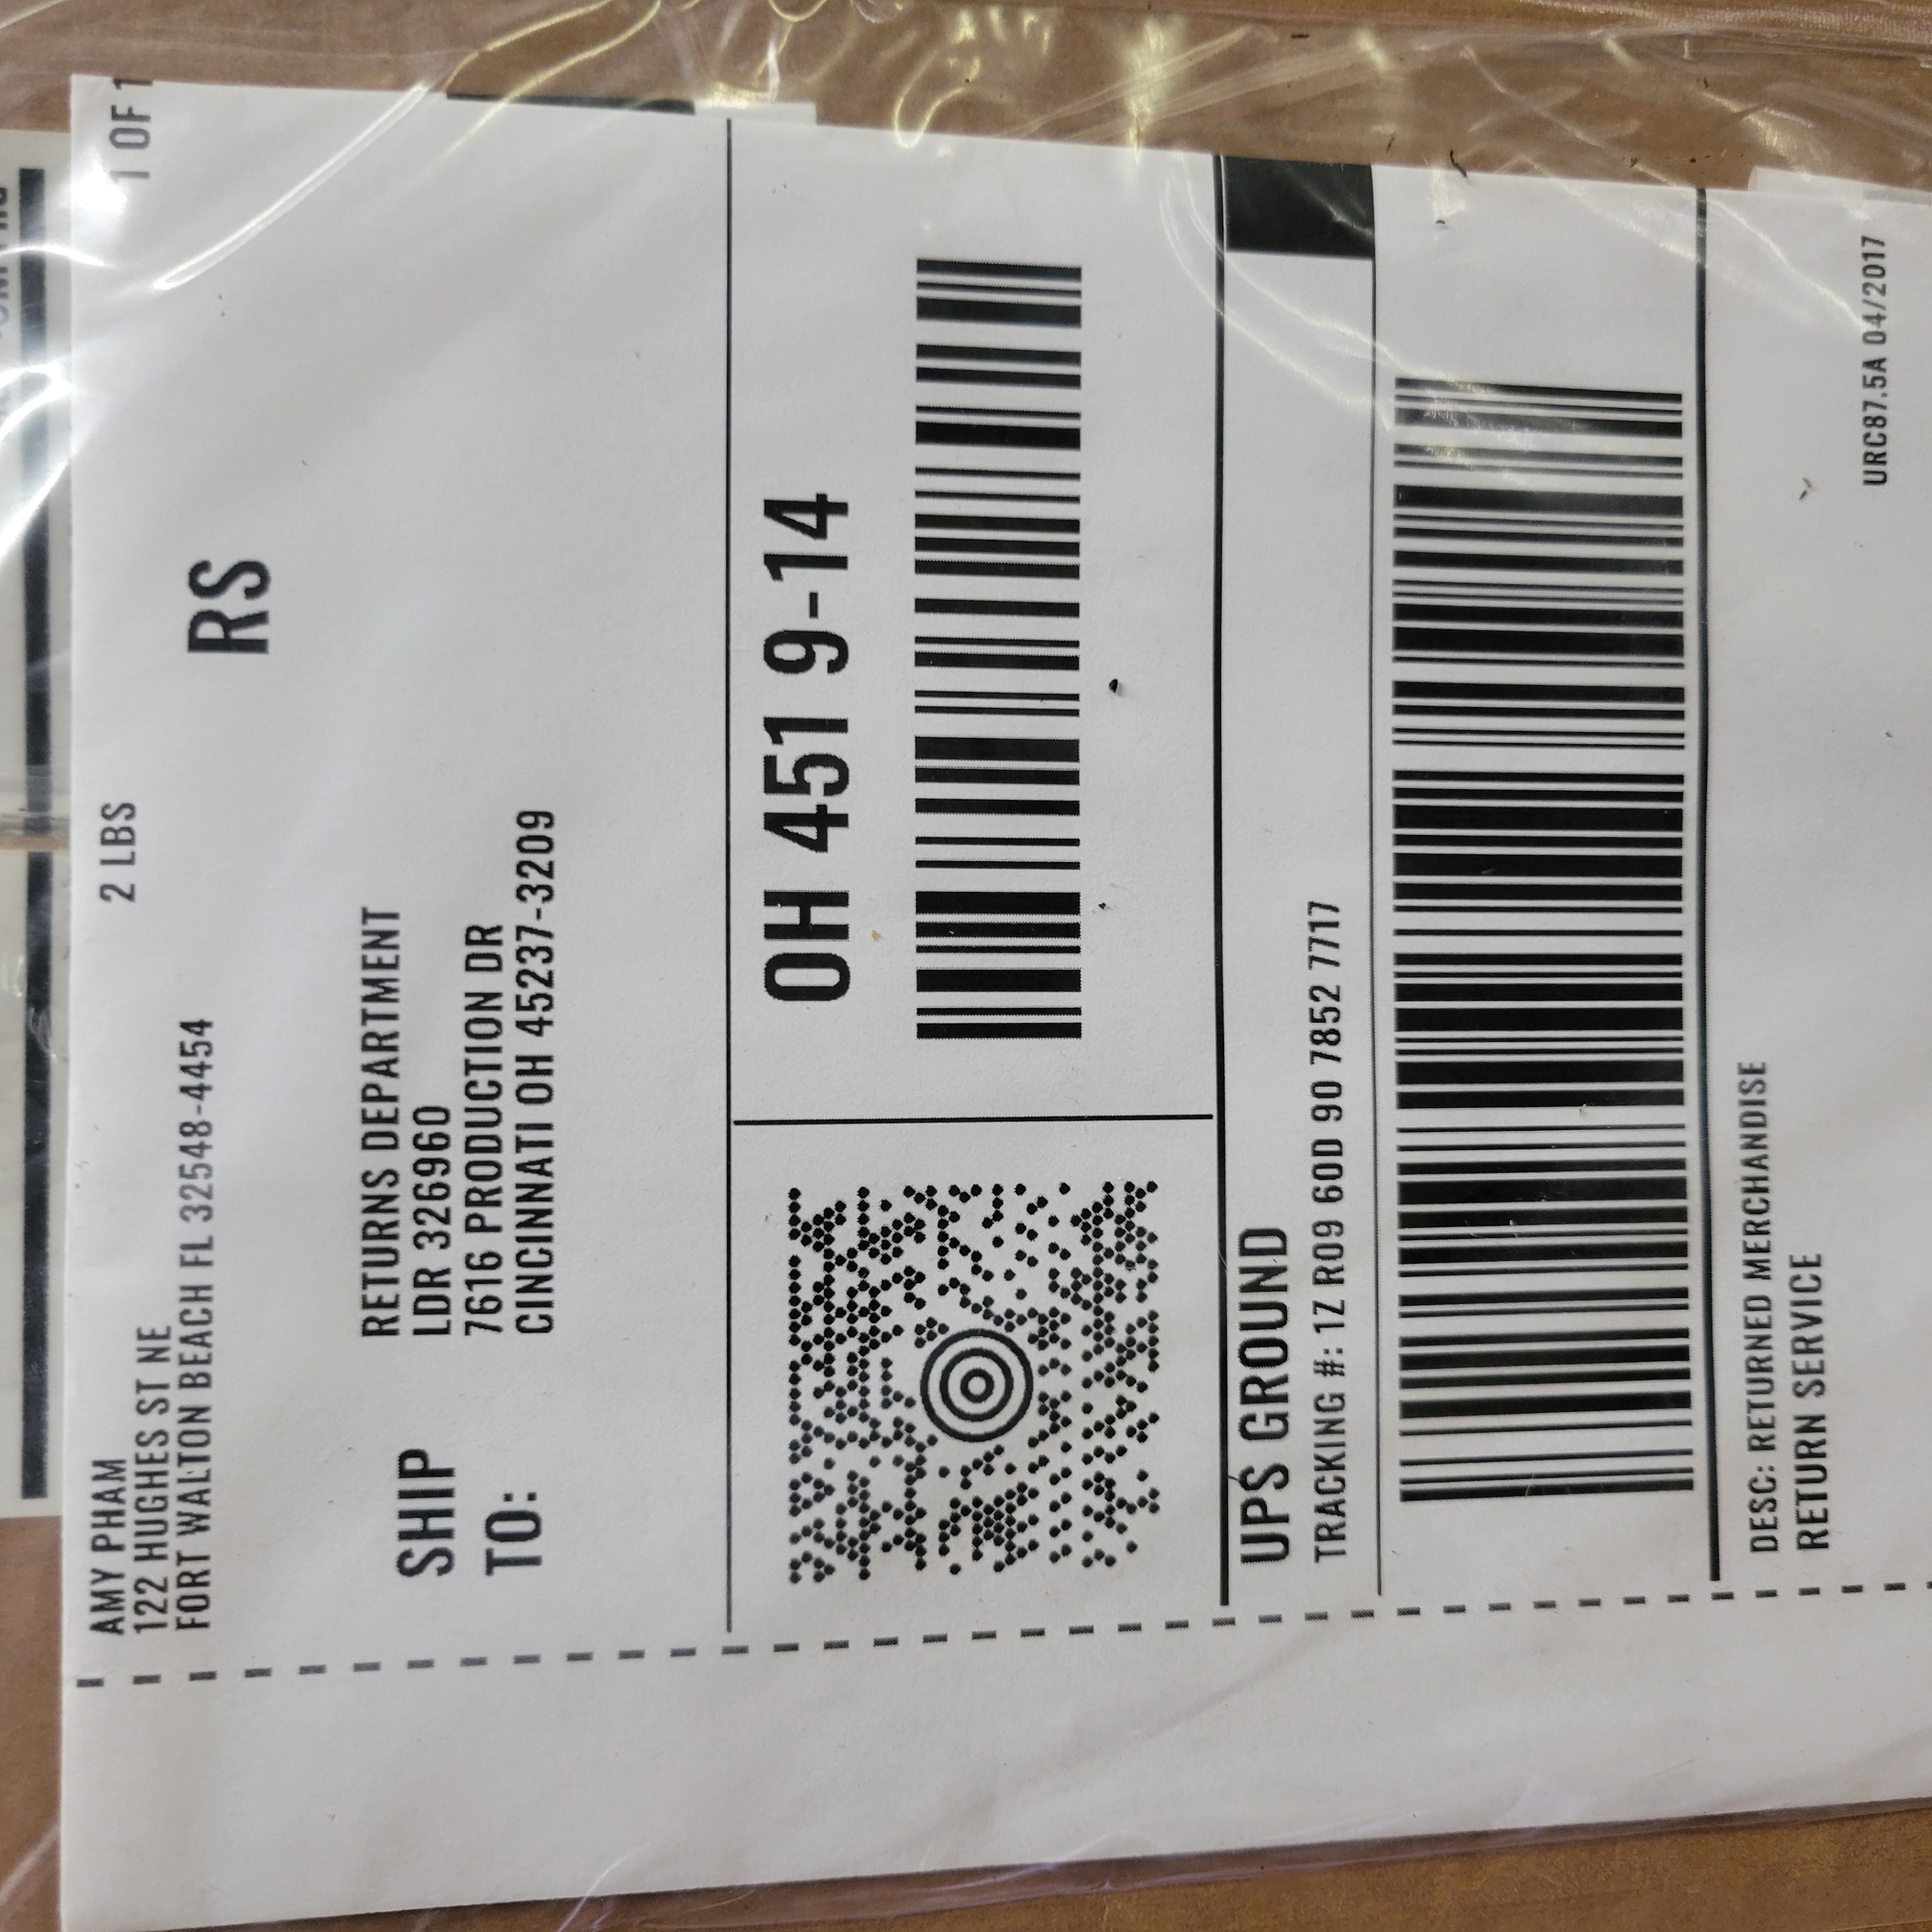 AMY PHAM
122 HUGHES ST NE
FORT WALTON BEACH FL 32548-4454
2 LBS
1 OF 1
RS
SHIP
TO:
RETURNS DEPARTMENT
LDR 326960
7616 PRODUCTION DR
CINCINNATI OH 45237-3209
OH 451 9-14
UPS GROUND
TRACKING #: 1Z R09 60D 90 7852 7717
DESC: RETURNED MERCHANDISE
RETURN SERVICE
URC87.5A 04/2017